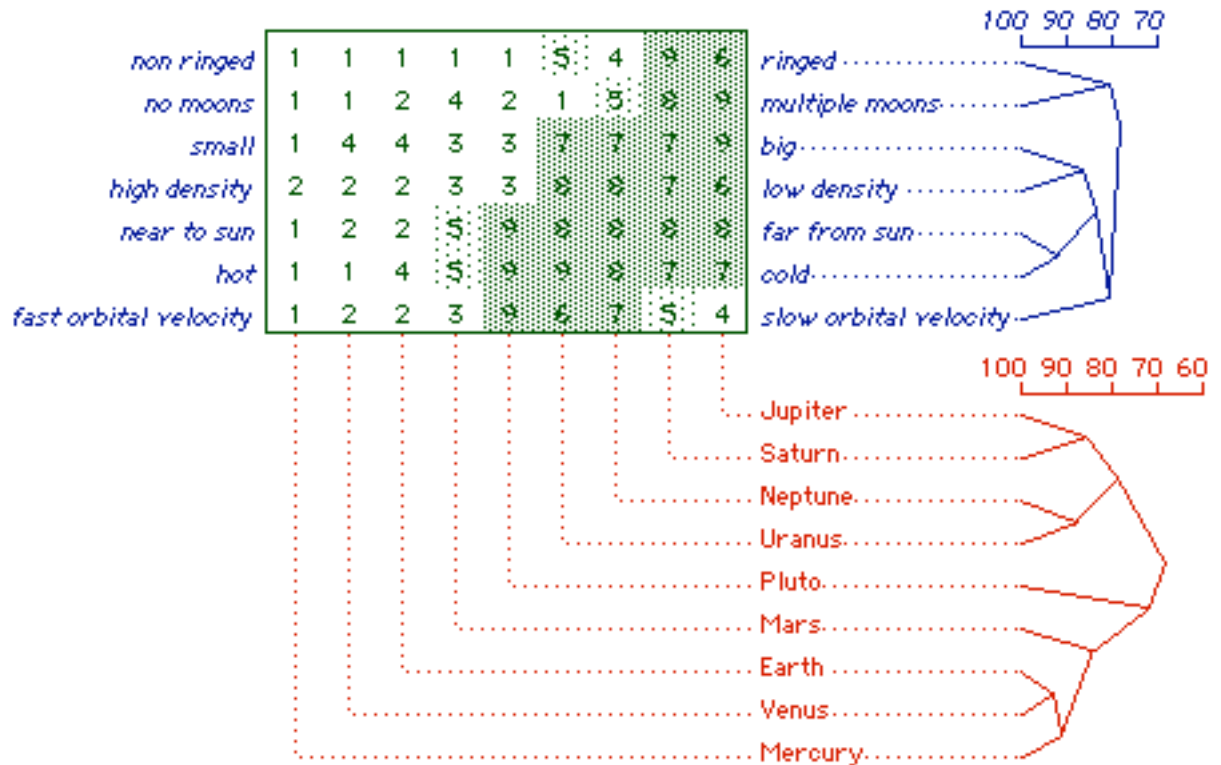 100 90 80 70
non ringed 1 1 1 1 1 5 4 9 6 ringed
no moons 1 1 2 4 2 1 5 8 9 multiple moons
small 1 4 4 3 3 7 7 7 9 big
high density 2 2 2 3 3 8 8 7 6 low density
near to sun 1 2 2 5 9 8 8 8 8 far from sun
hot 1 1 4 5 9 9 8 7 7 cold
fast orbital velocity 1 2 2 3 9 6 7 5 4 slow orbital velocity
100 90 80 70 60
Jupiter
Saturn
Neptune
Uranus
Pluto
Mars
Earth
Venus
Mercury